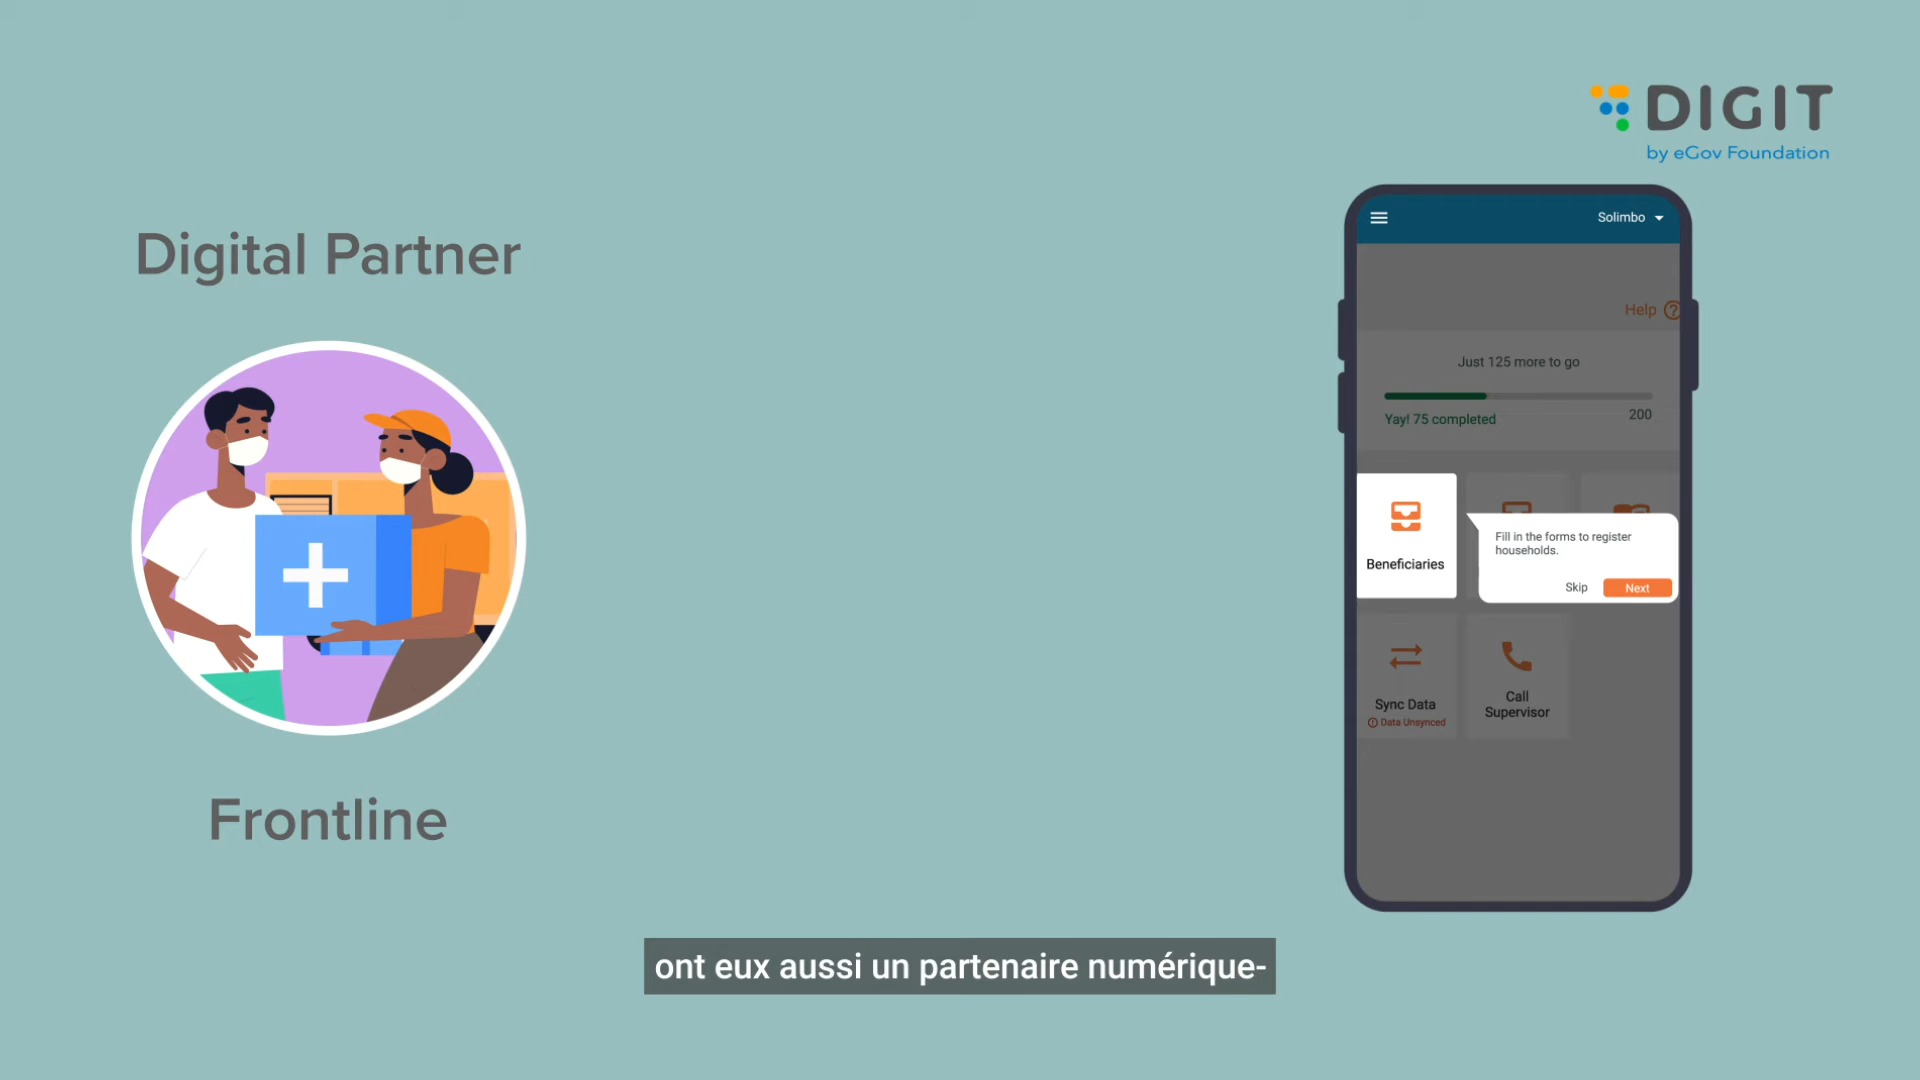 DIGIT
by eGov Foundation
Digital Partner
Frontline
Solimbo
Help
Just 125 more to go
Yay! 75 completed
200
Beneficiaries
Fill in the forms to register
households.
Skip
Next
Sync Data
Data Unsynced
Call
Supervisor
ont eux aussi un partenaire numérique-